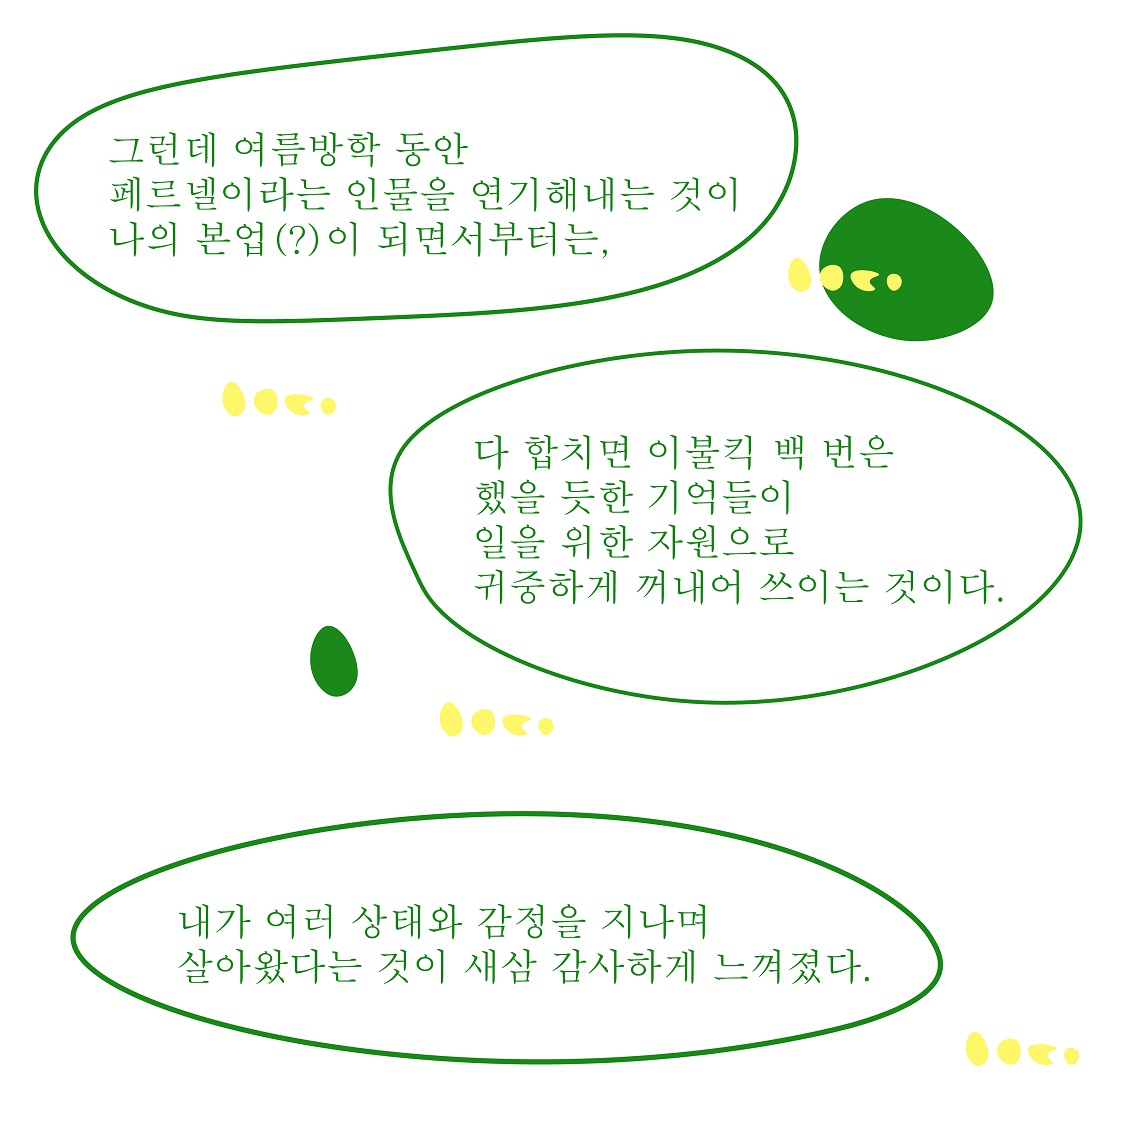 그런데 여름방학 동안
페르넬이라는 인물을 연기해내는 것이
나의 본업(?)이 되면서부터는,
다 합치면 이불킥 백 번은
했을 듯한 기억들이
일을 위한 자원으로
귀중하게 꺼내어 쓰이는 것이다.
내가 여러 상태와 감정을 지나며
살아왔다는 것이 새삼 감사하게 느껴졌다.